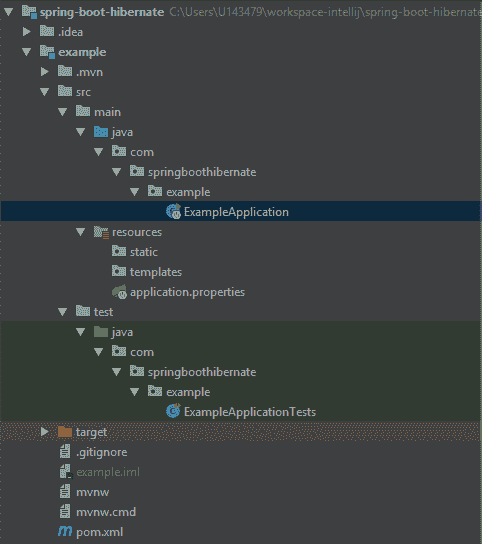 spring-boot-hibernate C:\Users\U143479\workspace-intellij\spring-boot-hibernate
.idea
example
.mvn
src
main
java
com
springboothibernate
example
ExampleApplication
resources
static
templates
application.properties
test
java
com
springboothibernate
example
ExampleApplicationTests
target
.gitignore
example.iml
mvnw
mvnw.cmd
pom.xml